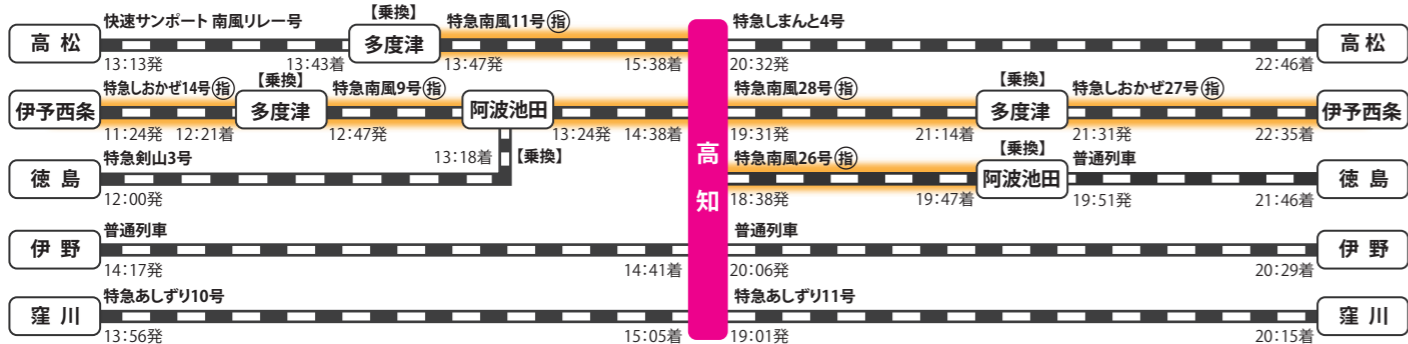 高松
快速サンポート 南風リレー号
【乗換】
多度津
特急南風11号㊟指
13:13発
13:43着
13:47発
15:38着
特急しまんと4号
20:32発
22:46着
高松
伊予西条
特急しおかぜ14号指
【乗換】
多度津
特急南風9号指
阿波池田
11:24発
12:21着
12:47発
13:24発
14:38着
特急南風28号指
【乗換】
多度津
特急しおかぜ27号指
19:31発
21:14着
21:31発
22:35着
伊予西条
徳島
特急剣山3号
13:18着
【乗換】
12:00発
高知
特急南風26号指
【乗換】
阿波池田
普通列車
18:38発
19:47着
19:51発
21:46着
徳島
伊野
普通列車
14:17発
14:41着
普通列車
20:06発
20:29着
伊野
窪川
特急あしずり10号
13:56発
15:05着
特急あしずり11号
19:01発
20:15着
窪川